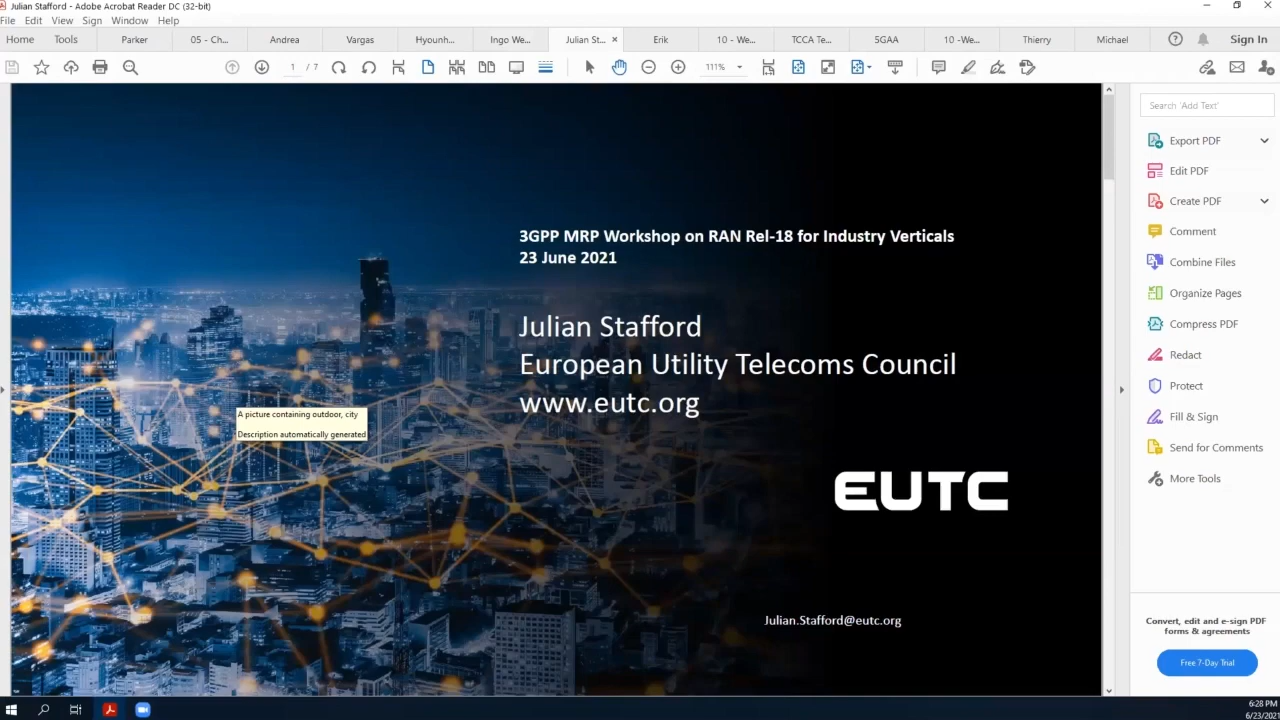 Julian Stafford - Adobe Acrobat Reader DC (32-bit)
File Edit View Sign Window Help
Home Tools Parker 05 - Ch... Andrea Vargas Hyounh... Ingo We... Julian St... Erik 10 - We... TCCA Te... 5GAA 10 -We... Thierry Michael Sign In
1 / 7 111%
Search 'Add Text'
Export PDF
Edit PDF
Create PDF
Comment
Combine Files
Organize Pages
Compress PDF
Redact
Protect
Fill & Sign
Send for Comments
More Tools
3GPP MRP Workshop on RAN Rel-18 for Industry Verticals
23 June 2021
Julian Stafford
European Utility Telecoms Council
www.eutc.org
A picture containing outdoor, city
Description automatically generated
EUTC
Julian.Stafford@eutc.org
Convert, edit and e-sign PDF
forms & agreements
Free 7-Day Trial
6:28 PM
6/23/2021